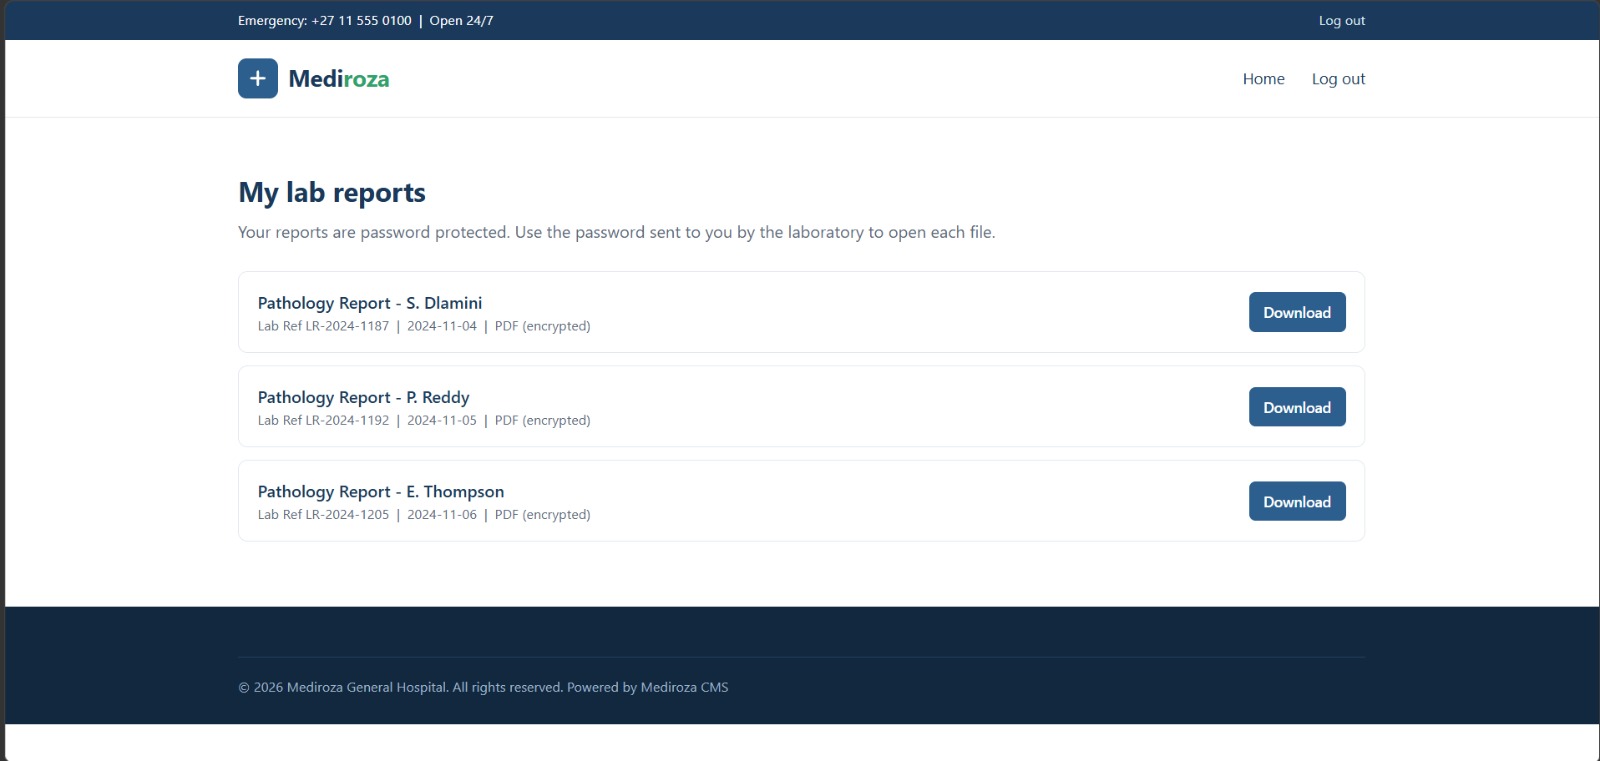 Emergency: +27 11 555 0100 | Open 24/7
Log out
Mediroza
Home
Log out
My lab reports
Your reports are password protected. Use the password sent to you by the laboratory to open each file.
Pathology Report - S. Dlamini
Lab Ref LR-2024-1187 | 2024-11-04 | PDF (encrypted)
Download
Pathology Report - P. Reddy
Lab Ref LR-2024-1192 | 2024-11-05 | PDF (encrypted)
Download
Pathology Report - E. Thompson
Lab Ref LR-2024-1205 | 2024-11-06 | PDF (encrypted)
Download
© 2026 Mediroza General Hospital. All rights reserved. Powered by Mediroza CMS